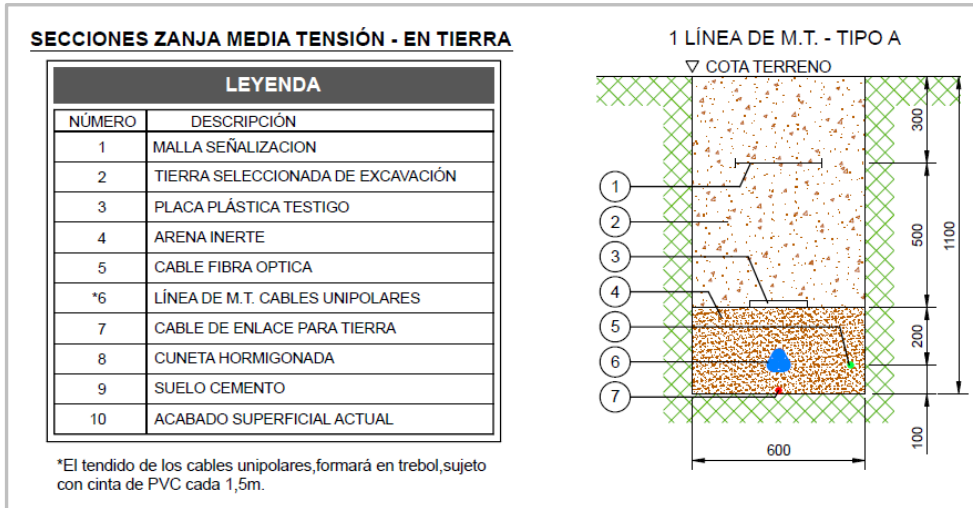 SECCIONES ZANJA MEDIA TENSIÓN - EN TIERRA
LEYENDA
NÚMERO DESCRIPCIÓN
1 MALLA SEÑALIZACION
2 TIERRA SELECCIONADA DE EXCAVACIÓN
3 PLACA PLÁSTICA TESTIGO
4 ARENA INERTE
5 CABLE FIBRA OPTICA
*6 LÍNEA DE M.T. CABLES UNIPOLARES
7 CABLE DE ENLACE PARA TIERRA
8 CUNETA HORMIGONADA
9 SUELO CEMENTO
10 ACABADO SUPERFICIAL ACTUAL
*El tendido de los cables unipolares,formará en trebol,sujeto
con cinta de PVC cada 1,5m.
1 LÍNEA DE M.T. - TIPO A
COTA TERRENO
1
2
3
4
5
6
7
300
500
200
100
1100
600